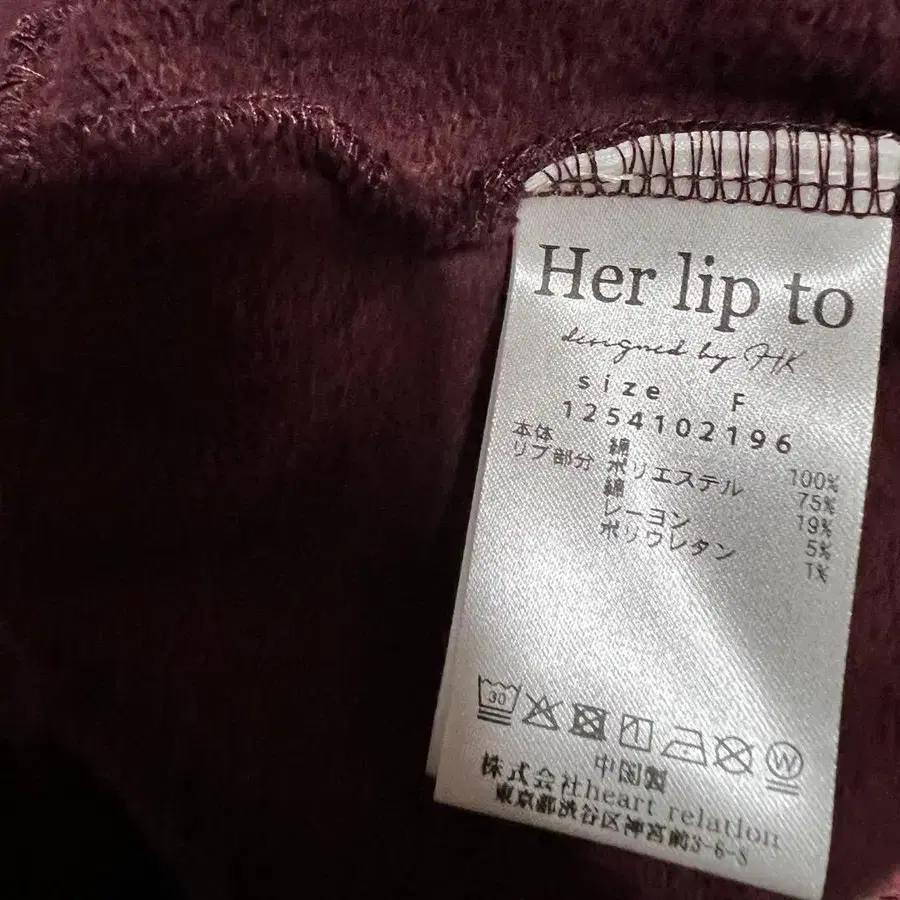 Her lip to
designed by HK
size F
1254102196
本体 綿 100%
リブ部分 ポリエステル 75%
綿 19%
レーヨン 5%
ポリウレタン 1%
30
W
中国製
株式会社heart relation
東京都渋谷区神宮前3-6-8